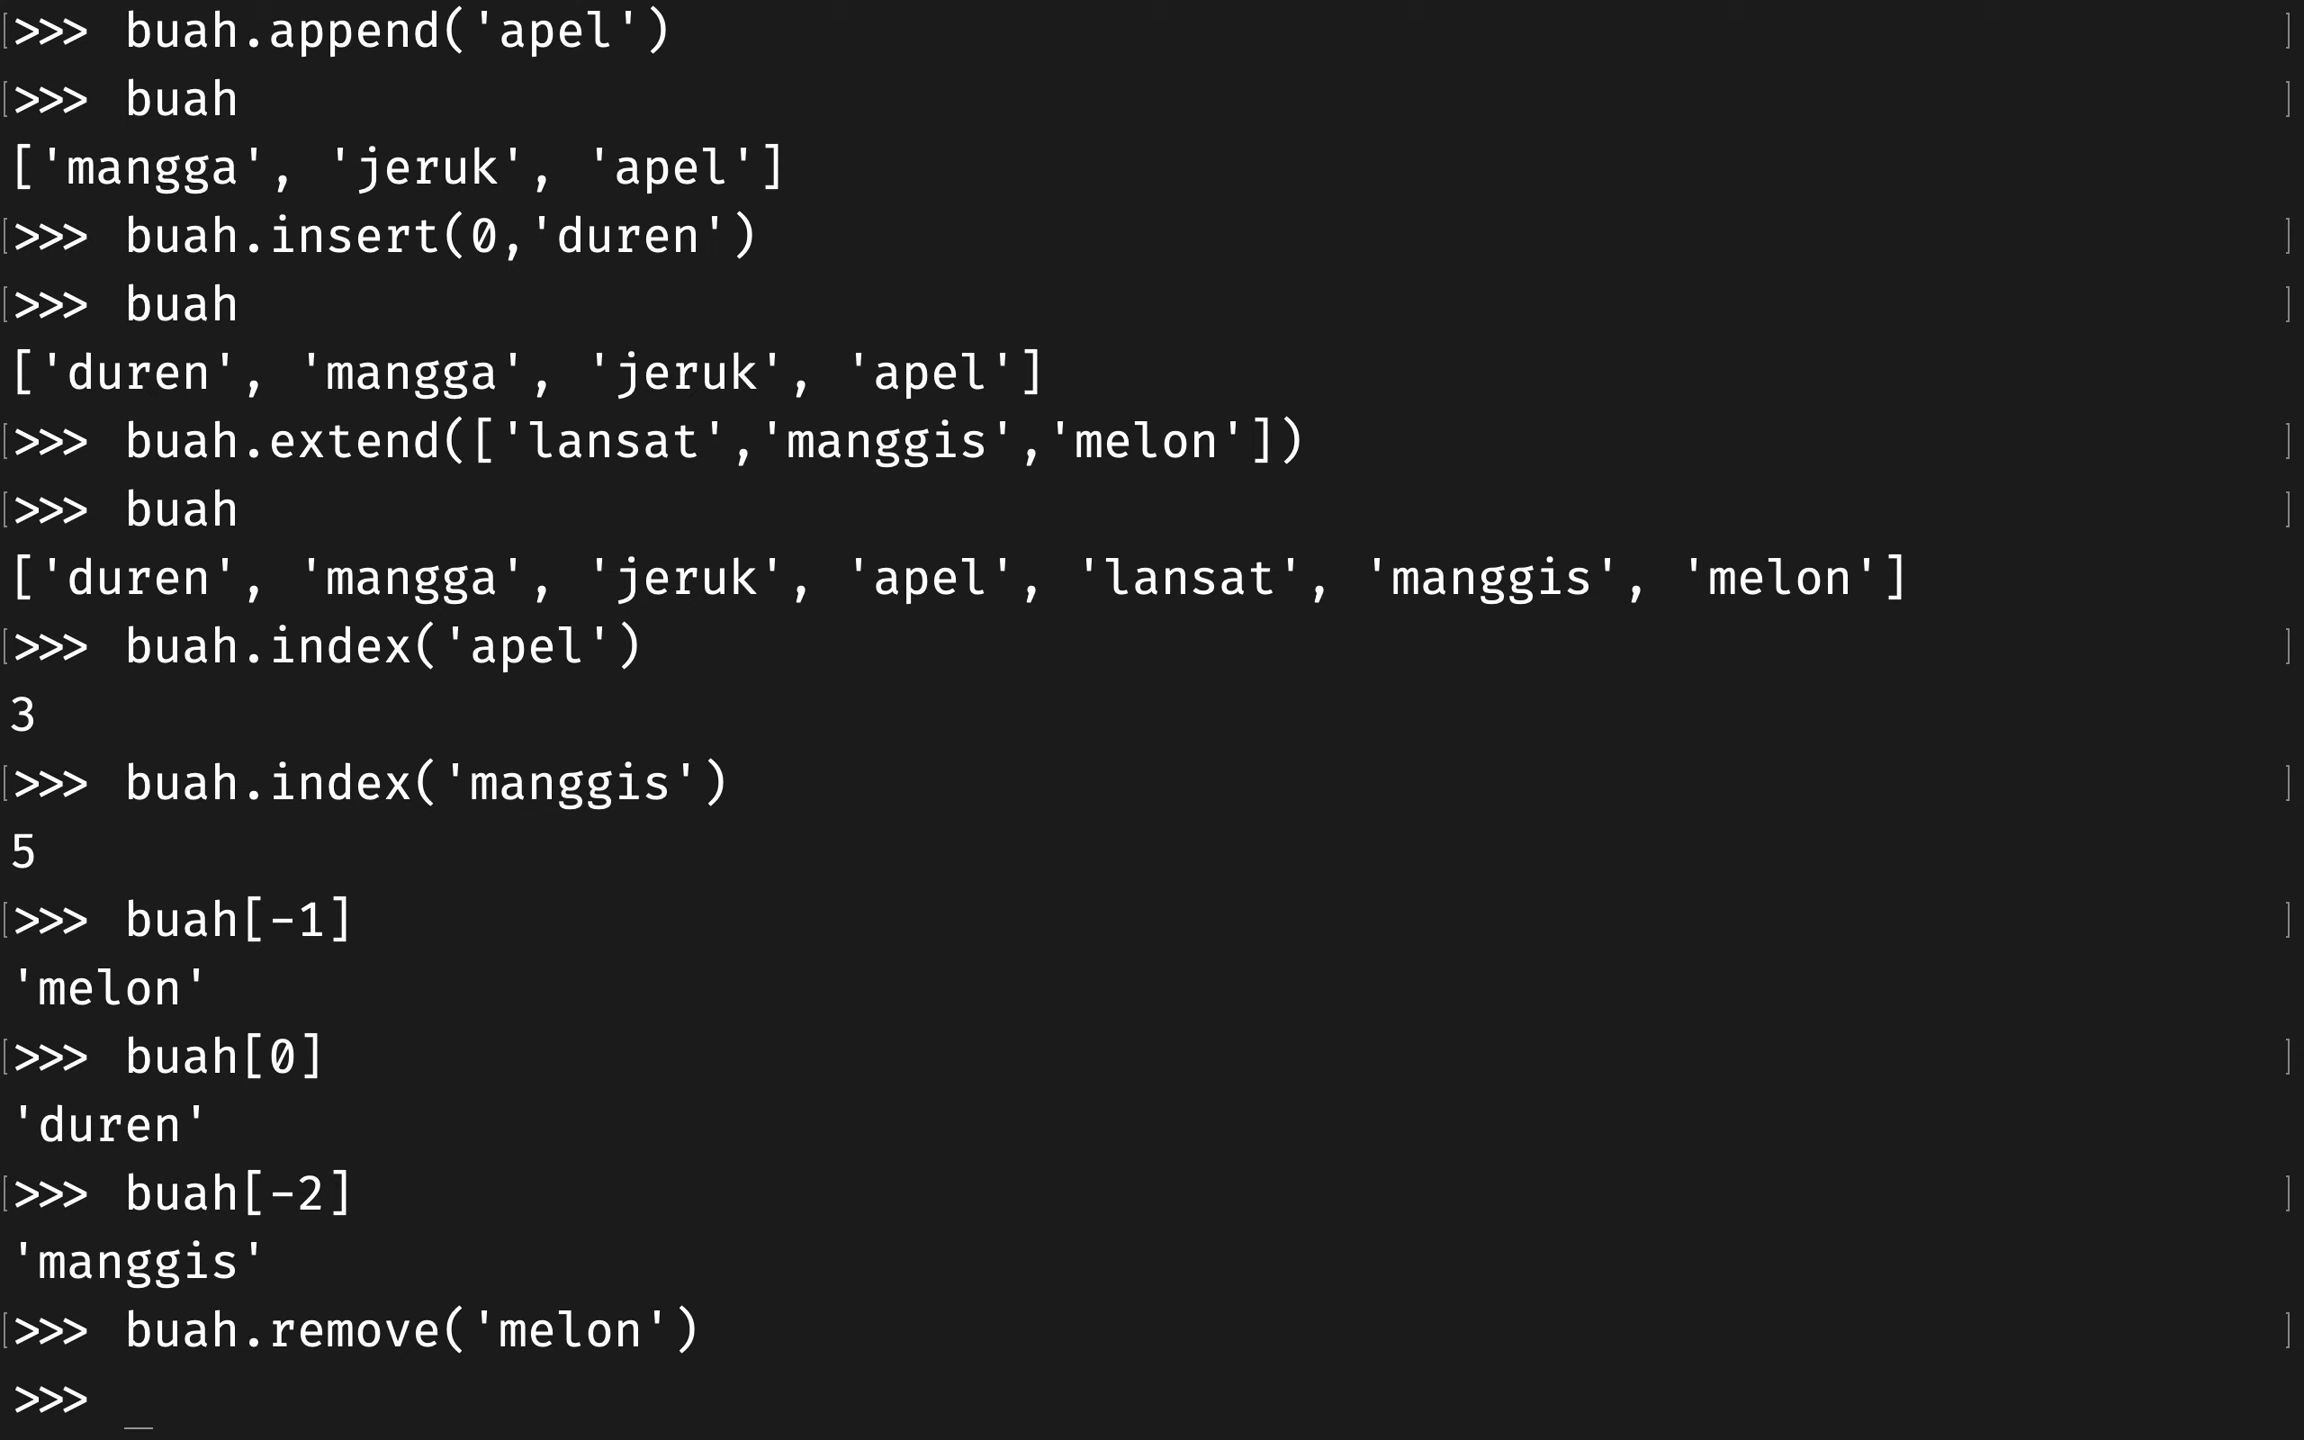 >>> buah.append('apel')
>>> buah
['mangga', 'jeruk', 'apel']
>>> buah.insert(0,'duren')
>>> buah
['duren', 'mangga', 'jeruk', 'apel']
>>> buah.extend(['lansat','manggis','melon'])
>>> buah
['duren', 'mangga', 'jeruk', 'apel', 'lansat', 'manggis', 'melon']
>>> buah.index('apel')
3
>>> buah.index('manggis')
5
>>> buah[-1]
'melon'
>>> buah[0]
'duren'
>>> buah[-2]
'manggis'
>>> buah.remove('melon')
>>> _